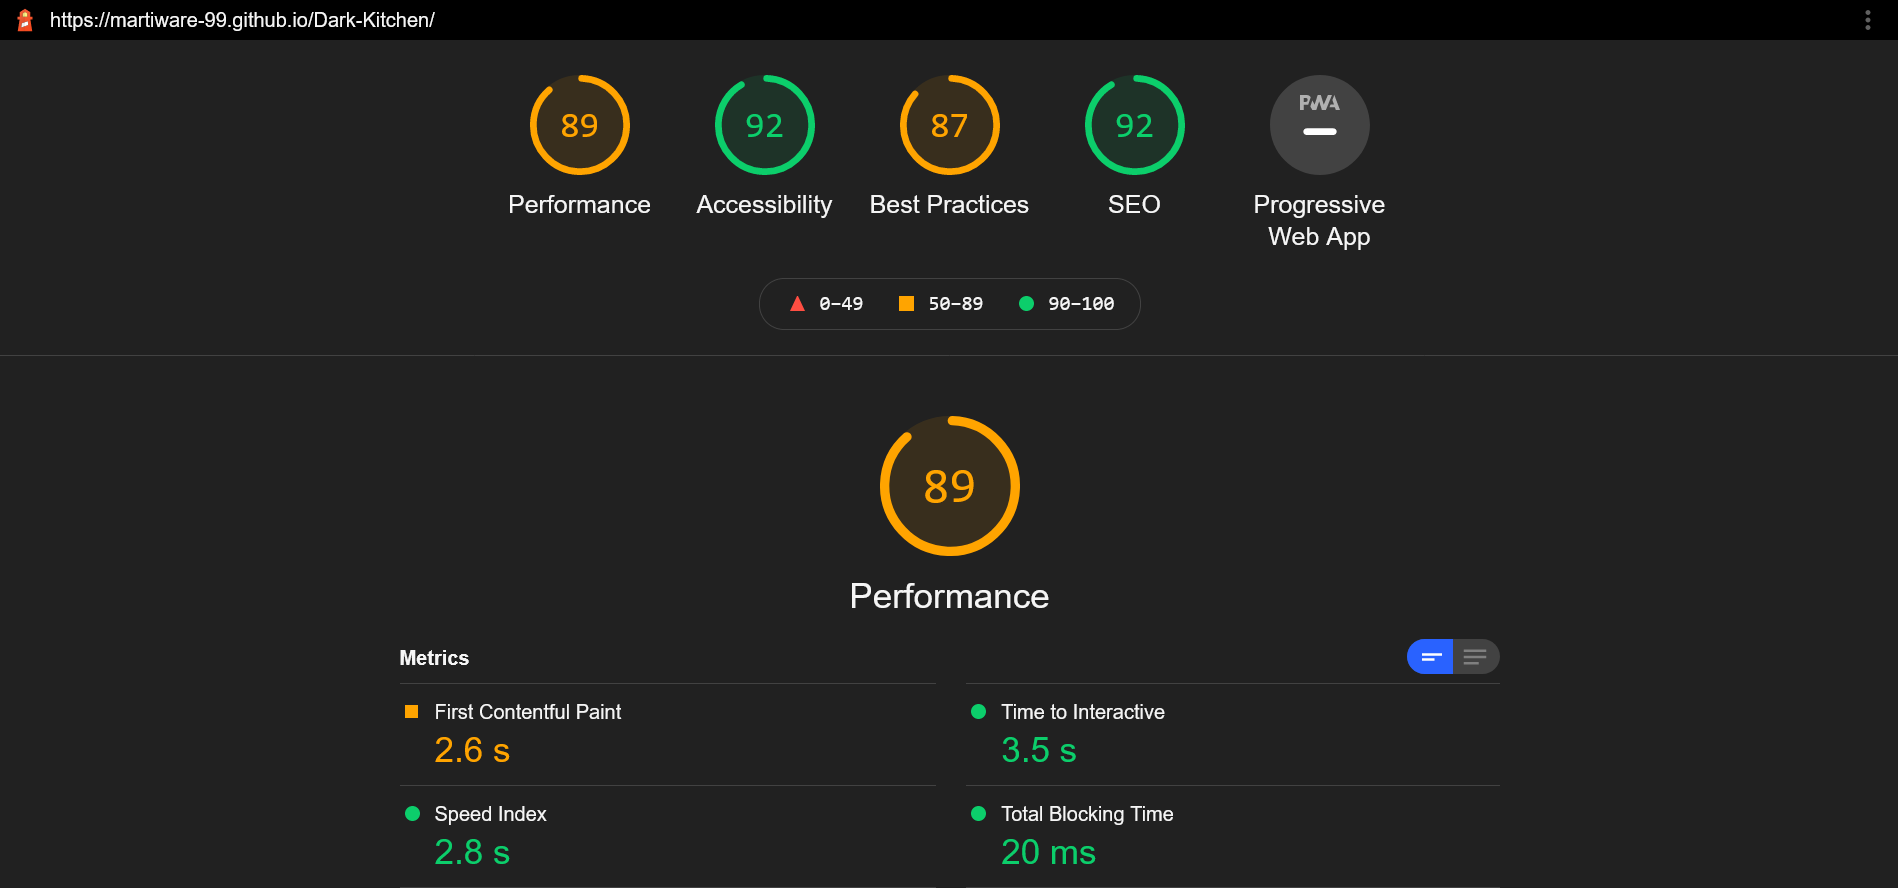 https://martiware-99.github.io/Dark-Kitchen/
89
92
87
92
PWA
Performance
Accessibility
Best Practices
SEO
Progressive
Web App
0–49
50–89
90–100
89
Performance
Metrics
First Contentful Paint
2.6 s
Time to Interactive
3.5 s
Speed Index
2.8 s
Total Blocking Time
20 ms